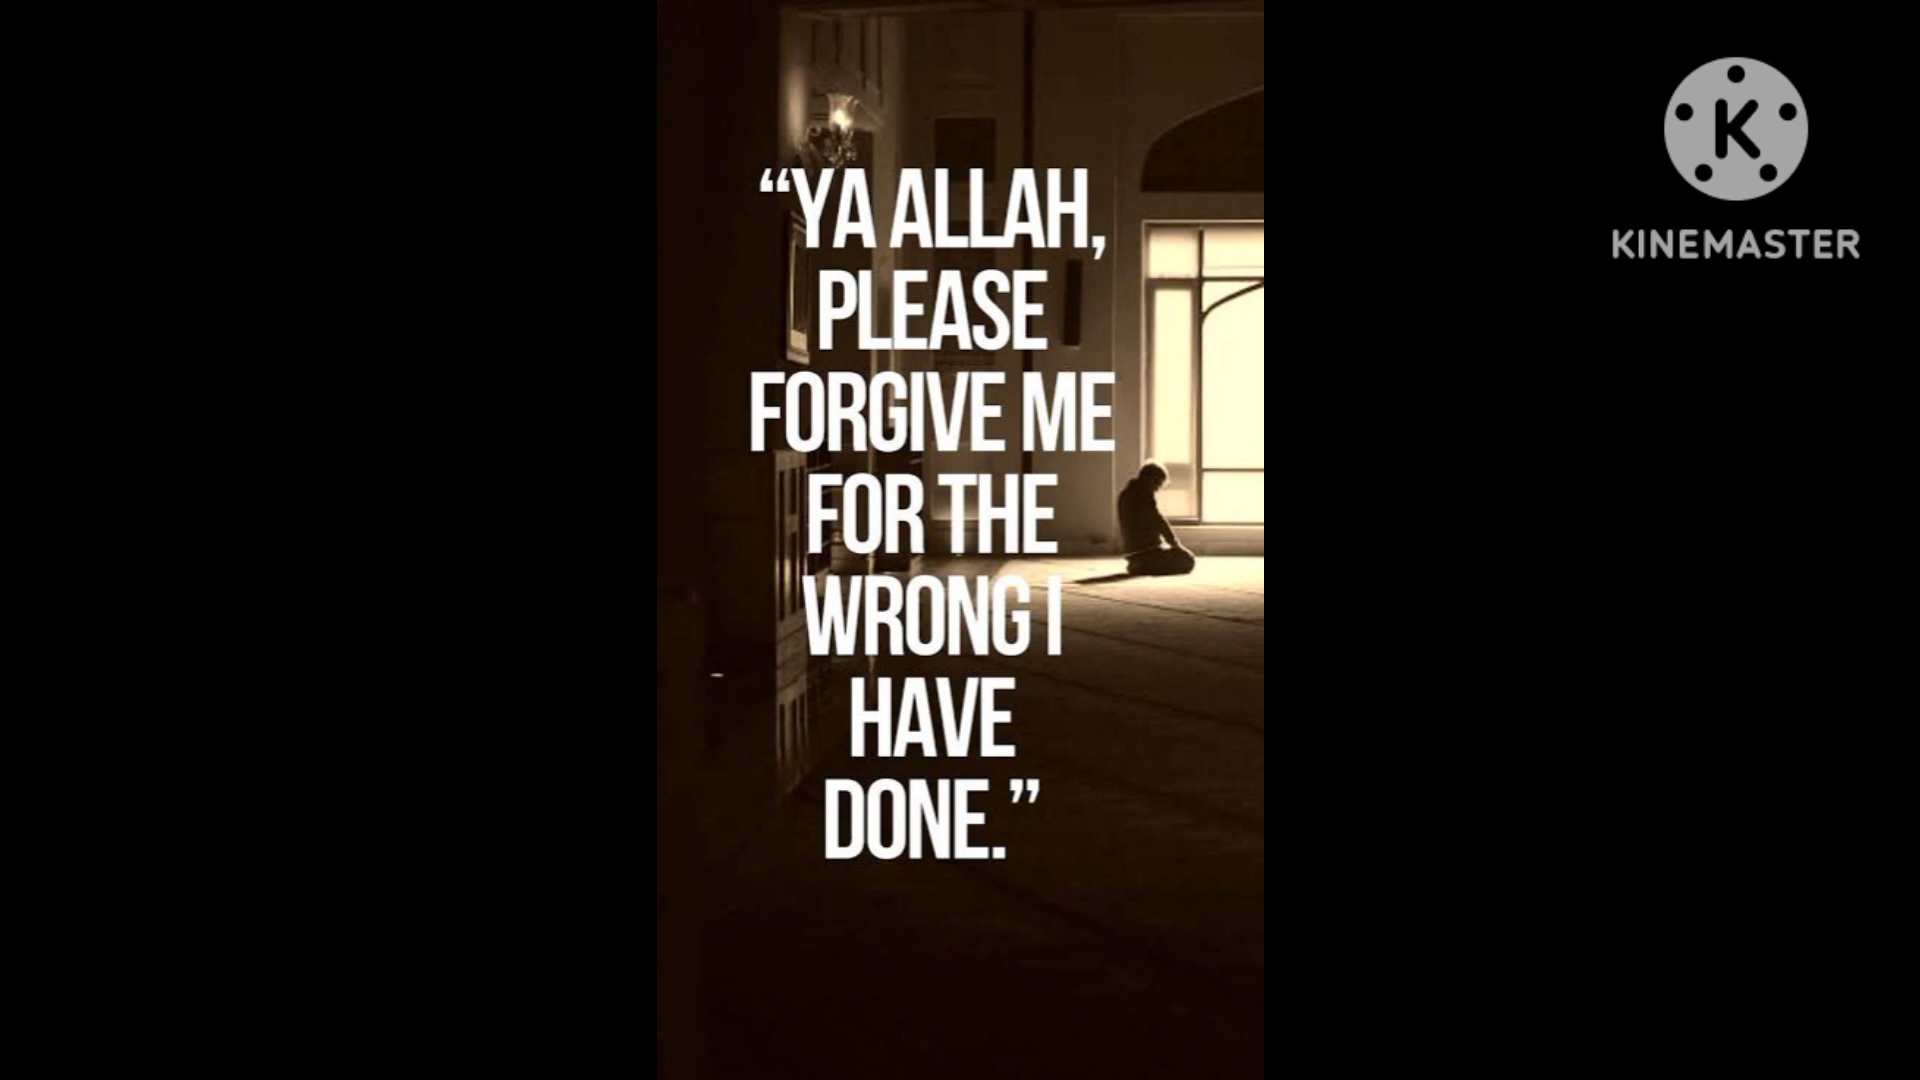 “YA ALLAH,
PLEASE
FORGIVE ME
FOR THE
WRONG I
HAVE
DONE.”
K
KINEMASTER